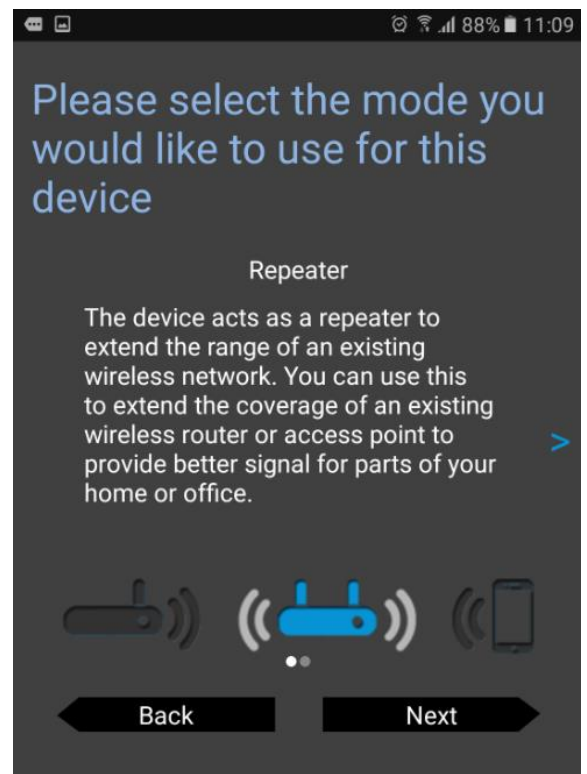 88% 11:09
Please select the mode you
would like to use for this
device
Repeater
The device acts as a repeater to
extend the range of an existing
wireless network. You can use this
to extend the coverage of an existing
wireless router or access point to
provide better signal for parts of your
home or office.
>
Back Next